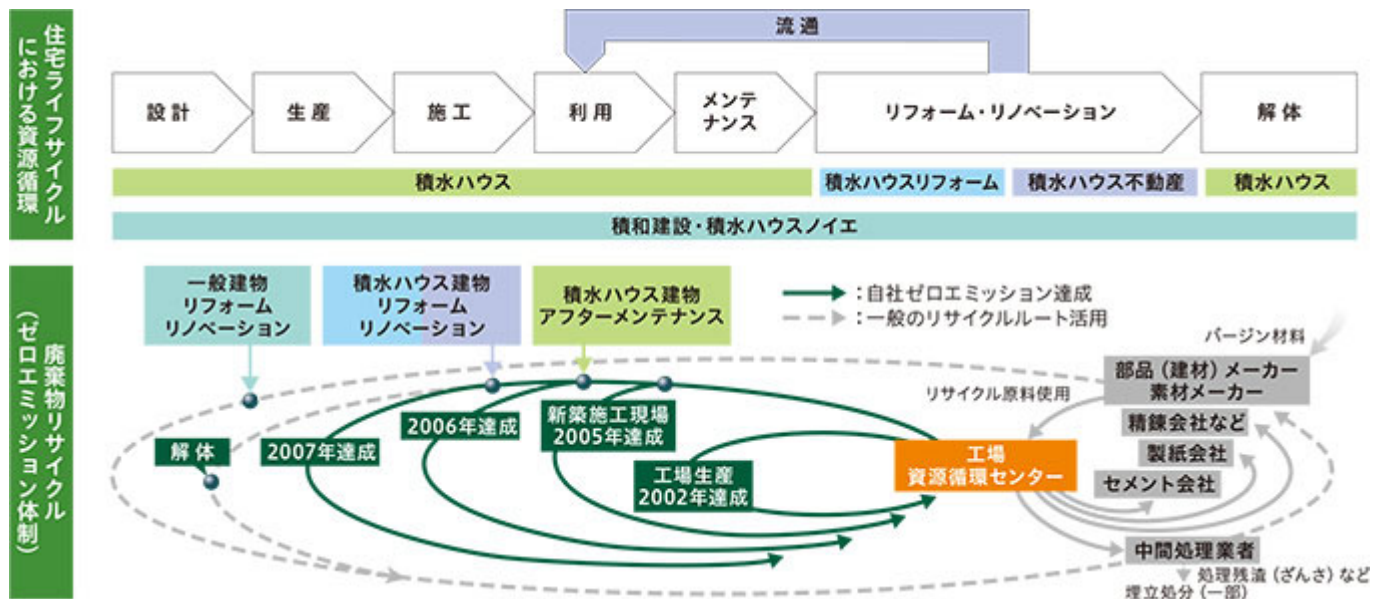 住宅ライフサイクル
における資源循環
流通
設計
生産
施工
利用
メンテ
ナンス
リフォーム・リノベーション
解体
積水ハウス
積水ハウスリフォーム
積水ハウス不動産
積水ハウス
積和建設・積水ハウスノイエ
廃棄物リサイクル
（ゼロエミッション体制）
一般建物
リフォーム
リノベーション
積水ハウス建物
リフォーム
リノベーション
積水ハウス建物
アフターメンテナンス
：自社ゼロエミッション達成
：一般のリサイクルルート活用
バージン材料
部品（建材）メーカー
素材メーカー
リサイクル原料使用
精錬会社など
製紙会社
セメント会社
解体
2007年達成
2006年達成
新築施工現場
2005年達成
工場生産
2002年達成
工場
資源循環センター
中間処理業者
処理残渣（ざんさ）など
埋立処分（一部）